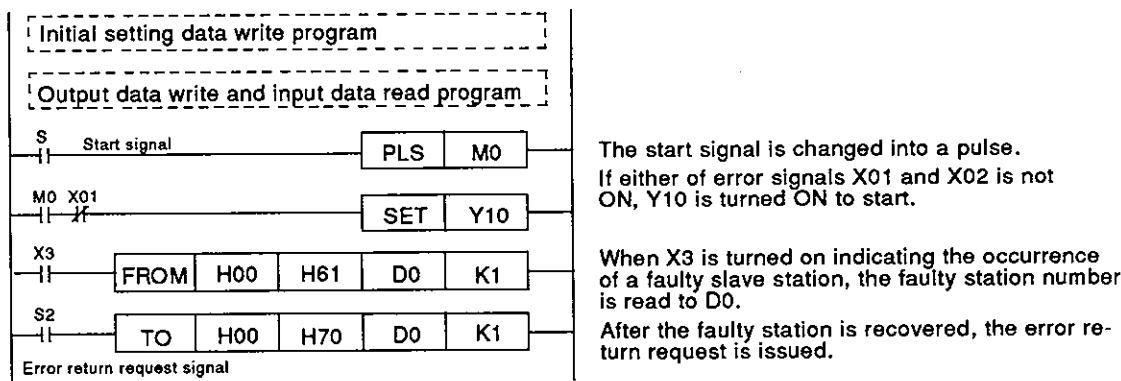 Initial setting data write program
Output data write and input data read program
S
Start signal
PLS M0
The start signal is changed into a pulse.
If either of error signals X01 and X02 is not
ON, Y10 is turned ON to start.
M0 X01
SET Y10
X3
FROM H00 H61 D0 K1
When X3 is turned on indicating the occurrence
of a faulty slave station, the faulty station number
is read to D0.
S2
TO H00 H70 D0 K1
After the faulty station is recovered, the error re-
turn request is issued.
Error return request signal